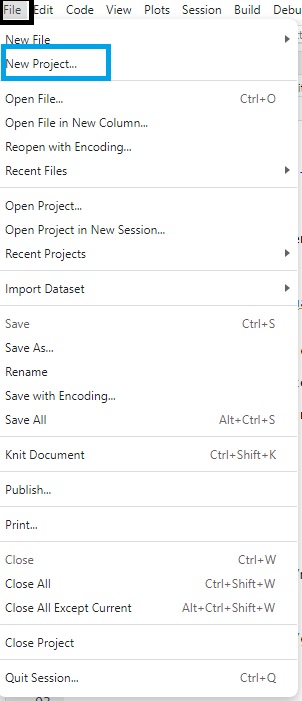 File Edit Code View Plots Session Build Debu
New File
New Project...
Open File... Ctrl+O
Open File in New Column...
Reopen with Encoding...
Recent Files
Open Project...
Open Project in New Session...
Recent Projects
Import Dataset
Save Ctrl+S
Save As...
Rename
Save with Encoding...
Save All Alt+Ctrl+S
Knit Document Ctrl+Shift+K
Publish...
Print...
Close Ctrl+W
Close All Ctrl+Shift+W
Close All Except Current Alt+Ctrl+Shift+W
Close Project
Quit Session... Ctrl+Q